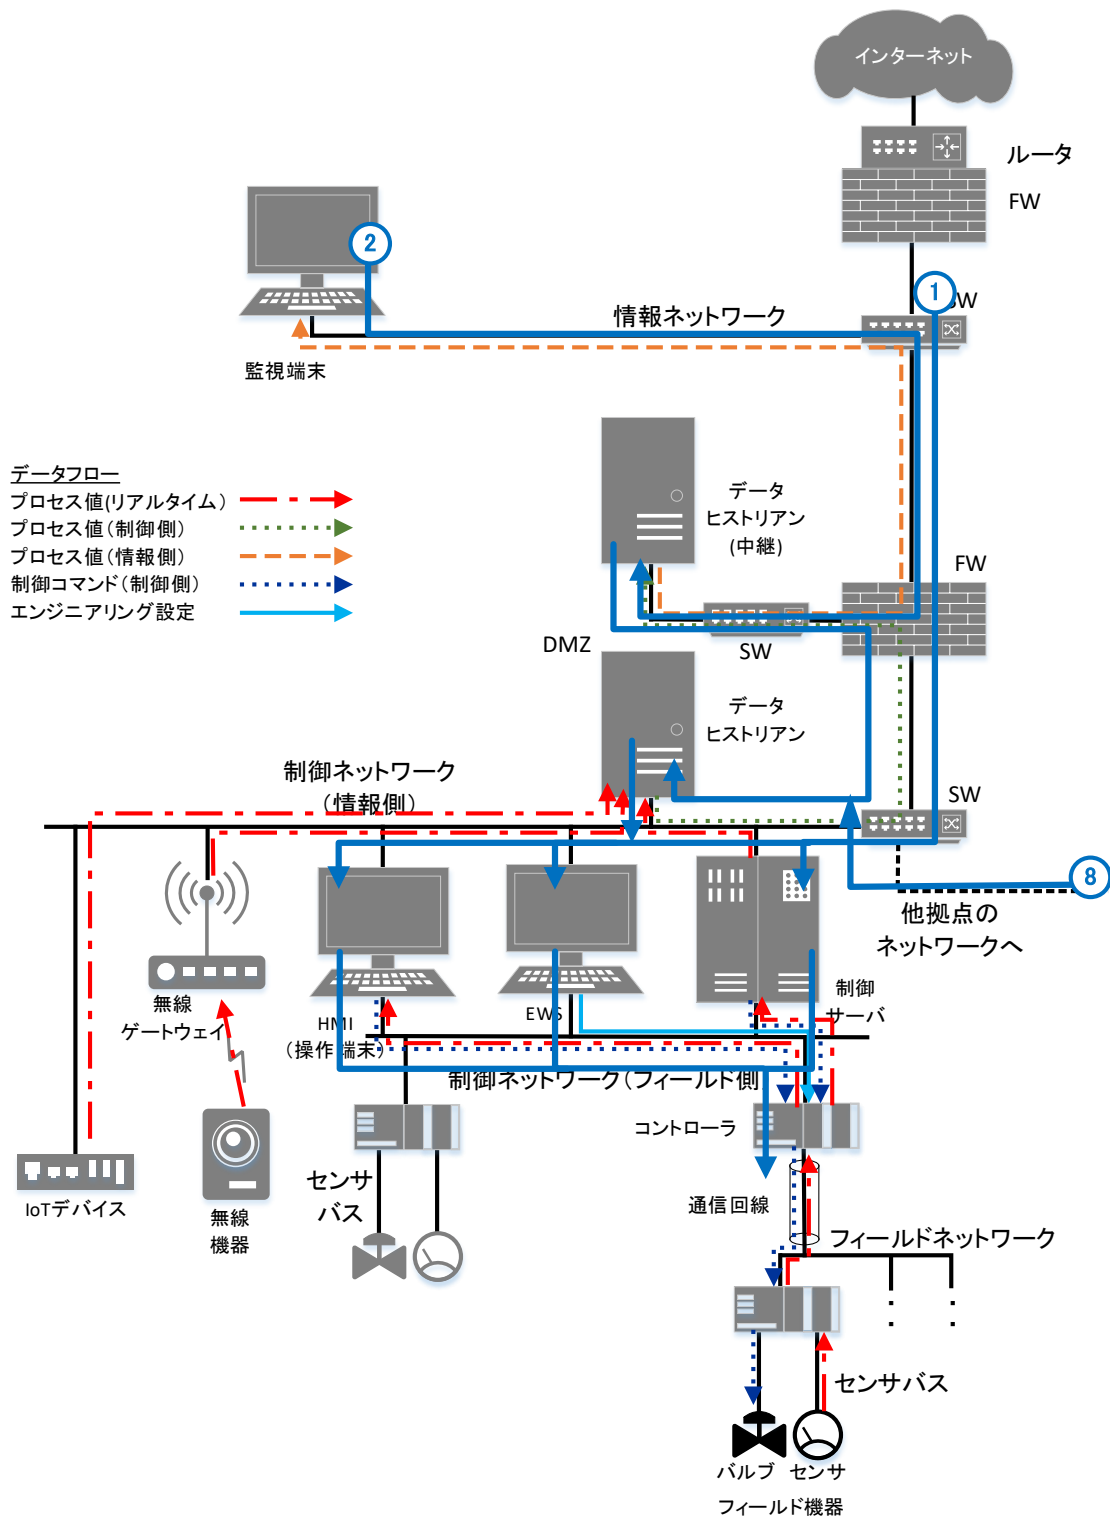 インターネット
ルータ
FW
2
1
SW
情報ネットワーク
監視端末
データフロー
プロセス値(リアルタイム)
プロセス値(制御側)
プロセス値(情報側)
制御コマンド(制御側)
エンジニアリング設定
データ
ヒストリアン
(中継)
FW
DMZ
SW
データ
ヒストリアン
制御ネットワーク
(情報側)
SW
8
他拠点の
ネットワークへ
無線
ゲートウェイ
HMI
(操作端末)
EWS
制御
サーバ
制御ネットワーク(フィールド側)
コントローラ
IoTデバイス
無線
機器
センサ
バス
通信回線
フィールドネットワーク
センサバス
バルブ
センサ
フィールド機器